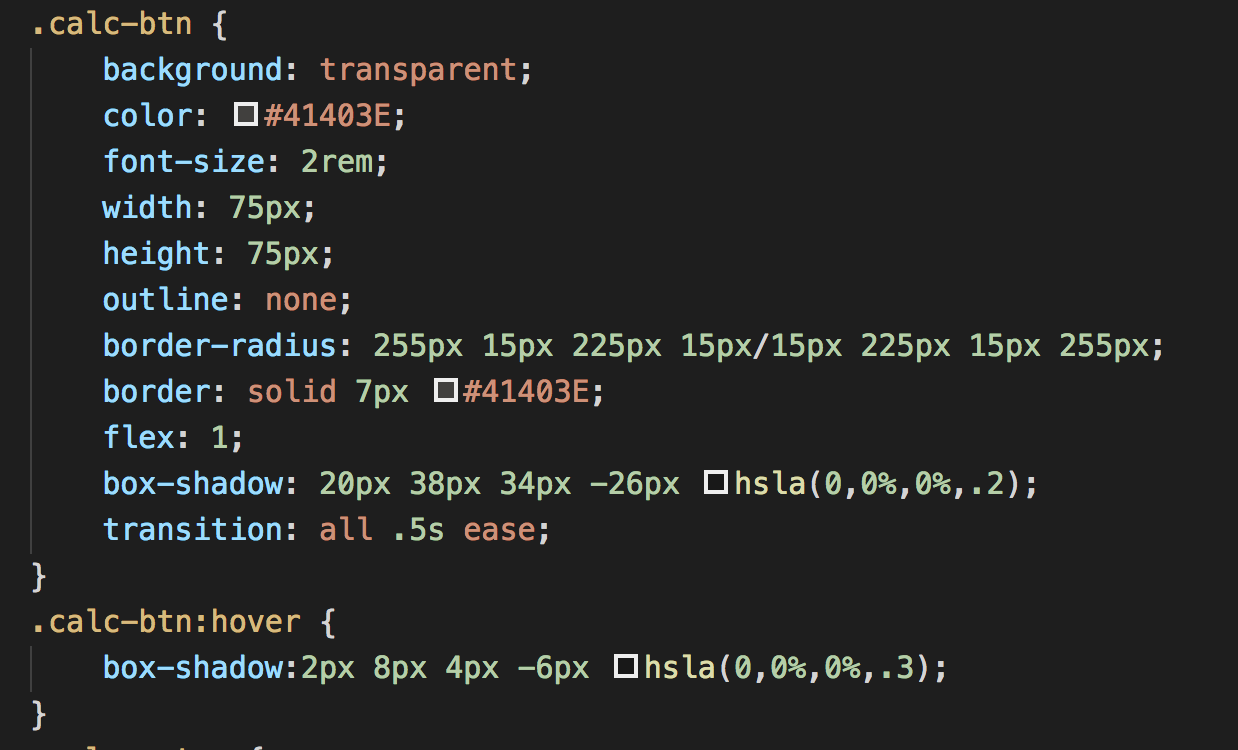 .calc-btn {
    background: transparent;
    color: #41403E;
    font-size: 2rem;
    width: 75px;
    height: 75px;
    outline: none;
    border-radius: 255px 15px 225px 15px/15px 225px 15px 255px;
    border: solid 7px #41403E;
    flex: 1;
    box-shadow: 20px 38px 34px -26px hsla(0,0%,0%,.2);
    transition: all .5s ease;
}
.calc-btn:hover {
    box-shadow:2px 8px 4px -6px hsla(0,0%,0%,.3);
}